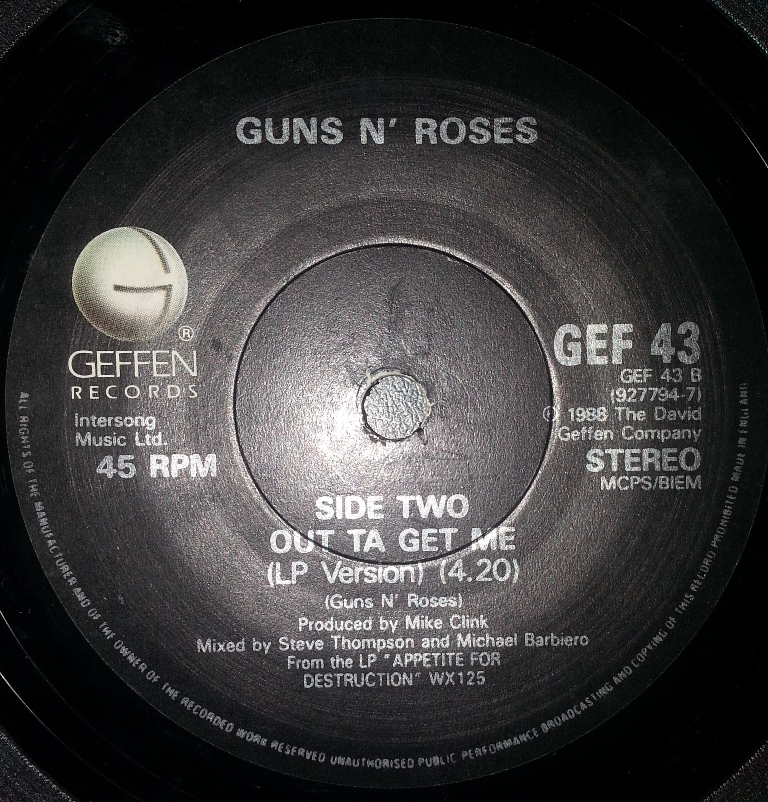 GUNS N' ROSES
®
GEFFEN
RECORDS
Intersong
Music Ltd.
45 RPM
GEF 43
GEF 43 B
(927794-7)
℗ 1988 The David
Geffen Company
STEREO
MCPS/BIEM
SIDE TWO
OUT TA GET ME
(LP Version) (4.20)
(Guns N' Roses)
Produced by Mike Clink
Mixed by Steve Thompson and Michael Barbiero
From the LP "APPETITE FOR
DESTRUCTION" WX125
ALL RIGHTS OF THE MANUFACTURER AND OF THE OWNER OF THE RECORDED WORK RESERVED UNAUTHORISED PUBLIC PERFORMANCE BROADCASTING AND COPYING OF THIS RECORD PROHIBITED MADE IN ENGLAND